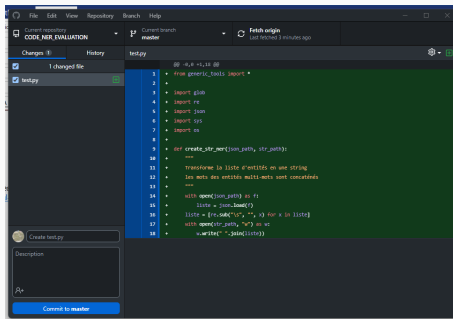 File Edit View Repository Branch Help
Current repository
CODE_NER_EVALUATION
Current branch
master
Fetch origin
Last fetched 3 minutes ago
Changes 1
History
test.py
1 changed file
test.py
@@ -0,0 +1,18 @@
1 + from generic_tools import *
2 +
3 + import glob
4 + import re
5 + import json
6 + import sys
7 + import os
8 +
9 + def create_str_ner(json_path, str_path):
10 + """
11 + Transforme la liste d'entités en une string
12 + les mots des entités multi-mots sont concaténés
13 + """
14 + with open(json_path) as f:
15 + liste = json.load(f)
16 + liste = [re.sub("\s", "", x) for x in liste]
17 + with open(str_path, "w") as w:
18 + w.write(" ".join(liste))
Create test.py
Description
Commit to master